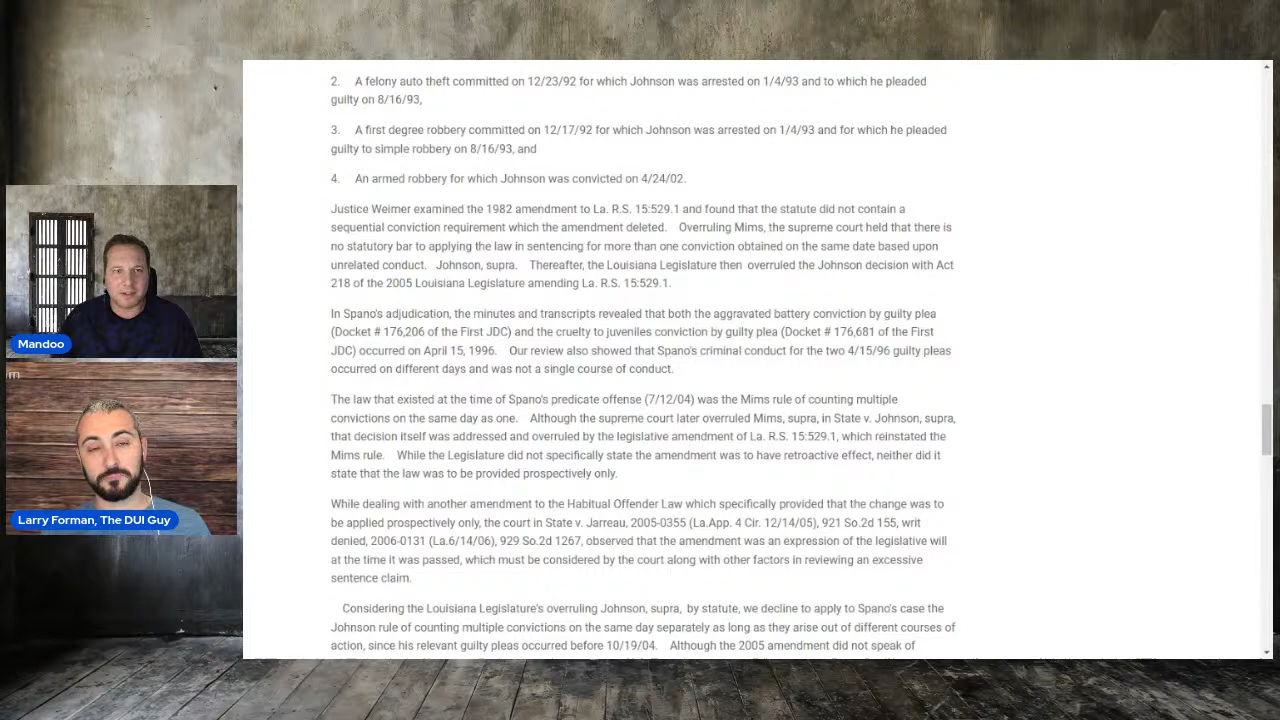 2. A felony auto theft committed on 12/23/92 for which Johnson was arrested on 1/4/93 and to which he pleaded
guilty on 8/16/93,
3. A first degree robbery committed on 12/17/92 for which Johnson was arrested on 1/4/93 and for which he pleaded
guilty to simple robbery on 8/16/93, and
4. An armed robbery for which Johnson was convicted on 4/24/02.
Justice Weimer examined the 1982 amendment to La. R.S. 15:529.1 and found that the statute did not contain a
sequential conviction requirement which the amendment deleted. Overruling Mims, the supreme court held that there is
no statutory bar to applying the law in sentencing for more than one conviction obtained on the same date based upon
unrelated conduct. Johnson, supra. Thereafter, the Louisiana Legislature then overruled the Johnson decision with Act
218 of the 2005 Louisiana Legislature amending La. R.S. 15:529.1.
In Spano's adjudication, the minutes and transcripts revealed that both the aggravated battery conviction by guilty plea
(Docket # 176,206 of the First JDC) and the cruelty to juveniles conviction by guilty plea (Docket # 176,681 of the First
JDC) occurred on April 15, 1996. Our review also showed that Spano's criminal conduct for the two 4/15/96 guilty pleas
occurred on different days and was not a single course of conduct.
The law that existed at the time of Spano's predicate offense (7/12/04) was the Mims rule of counting multiple
convictions on the same day as one. Although the supreme court later overruled Mims, supra, in State v. Johnson, supra,
that decision itself was addressed and overruled by the legislative amendment of La. R.S. 15:529.1, which reinstated the
Mims rule. While the Legislature did not specifically state the amendment was to have retroactive effect, neither did it
state that the law was to be provided prospectively only.
While dealing with another amendment to the Habitual Offender Law which specifically provided that the change was to
be applied prospectively only, the court in State v. Jarreau, 2005-0355 (La.App. 4 Cir. 12/14/05), 921 So.2d 155, writ
denied, 2006-0131 (La.6/14/06), 929 So.2d 1267, observed that the amendment was an expression of the legislative will
at the time it was passed, which must be considered by the court along with other factors in reviewing an excessive
sentence claim.
Considering the Louisiana Legislature's overruling Johnson, supra, by statute, we decline to apply to Spano's case the
Johnson rule of counting multiple convictions on the same day separately as long as they arise out of different courses of
action, since his relevant guilty pleas occurred before 10/19/04. Although the 2005 amendment did not speak of
Mandoo
m
Larry Forman, The DUI Guy